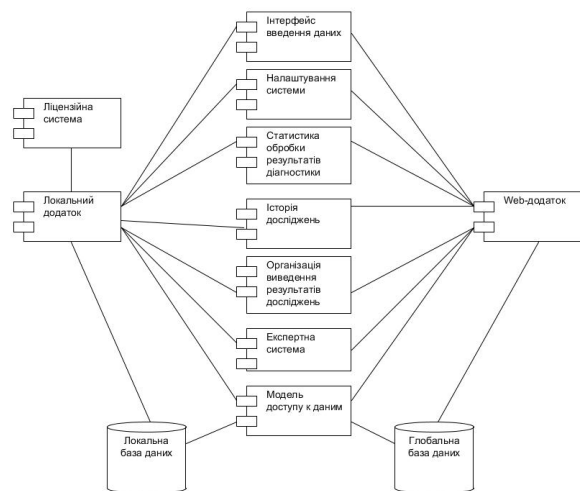 Інтерфейс
введення даних
Налаштування
системи
Ліцензійна
система
Статистика
обробки
результатів
діагностики
Локальний
додаток
Історія
досліджень
Web-додаток
Організація
виведення
результатів
досліджень
Експертна
система
Модель
доступу к даним
Локальна
база даних
Глобальна
база даних